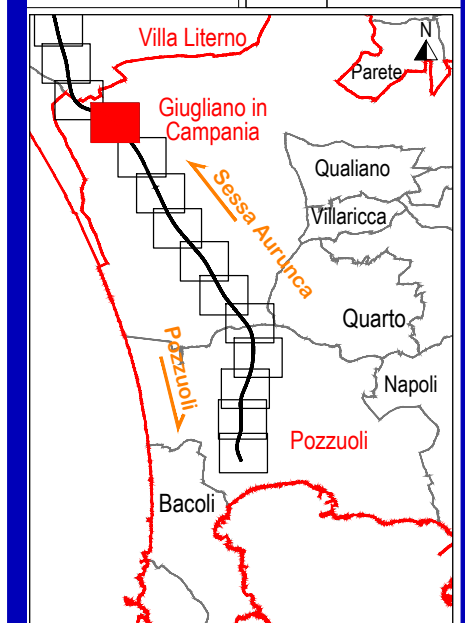 Villa Literno
N
Parete
Giugliano in
Campania
Qualiano
Sessa Aurunca
Villaricca
Quarto
Pozzuoli
Napoli
Pozzuoli
Bacoli